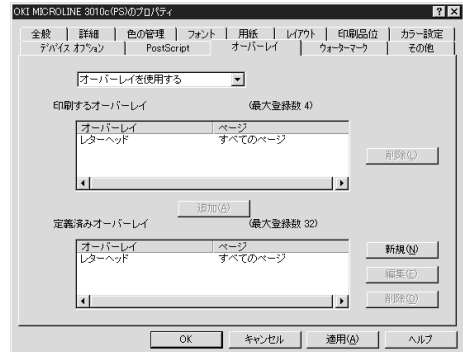 OKI MICROLINE 3010c(PS)のプロパティ
全般 詳細 色の管理 フォント 用紙 レイアウト 印刷品位 カラー設定
デバイス オプション PostScript オーバーレイ ウォーターマーク その他
オーバーレイを使用する
印刷するオーバーレイ (最大登録数 4)
オーバーレイ ページ
レターヘッド すべてのページ
削除(L)
追加(A)
定義済みオーバーレイ (最大登録数 32)
オーバーレイ ページ
レターヘッド すべてのページ
新規(N)
編集(E)
削除(D)
OK キャンセル 適用(A) ヘルプ